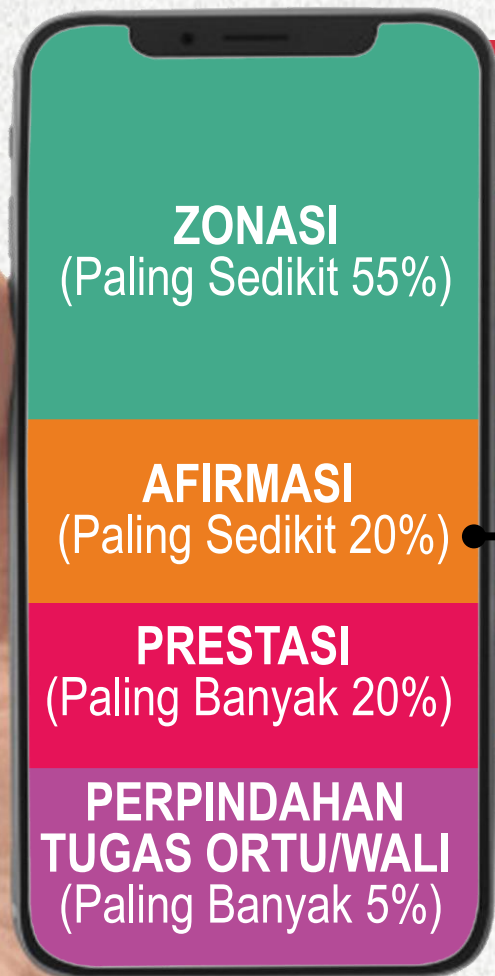 ZONASI
(Paling Sedikit 55%)
AFIRMASI
(Paling Sedikit 20%)
PRESTASI
(Paling Banyak 20%)
PERPINDAHAN
TUGAS ORTU/WALI
(Paling Banyak 5%)